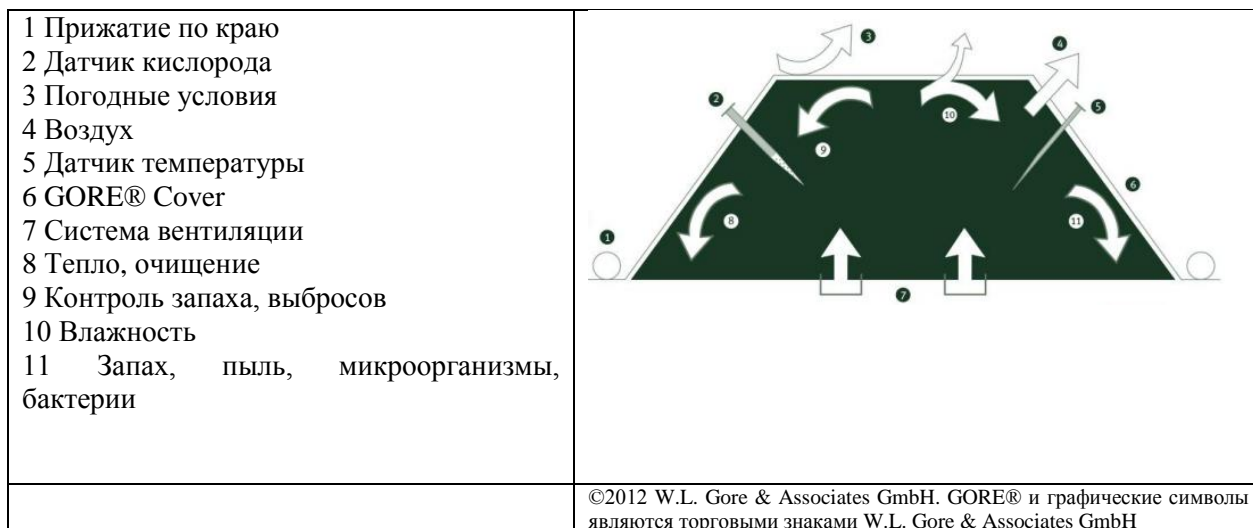 1 Прижатие по краю
2 Датчик кислорода
3 Погодные условия
4 Воздух
5 Датчик температуры
6 GORE® Cover
7 Система вентиляции
8 Тепло, очищение
9 Контроль запаха, выбросов
10 Влажность
11 Запах, пыль, микроорганизмы,
бактерии
3
4
2
10
5
9
6
8
11
1
7
©2012 W.L. Gore & Associates GmbH. GORE® и графические символы
являются торговыми знаками W.L. Gore & Associates GmbH